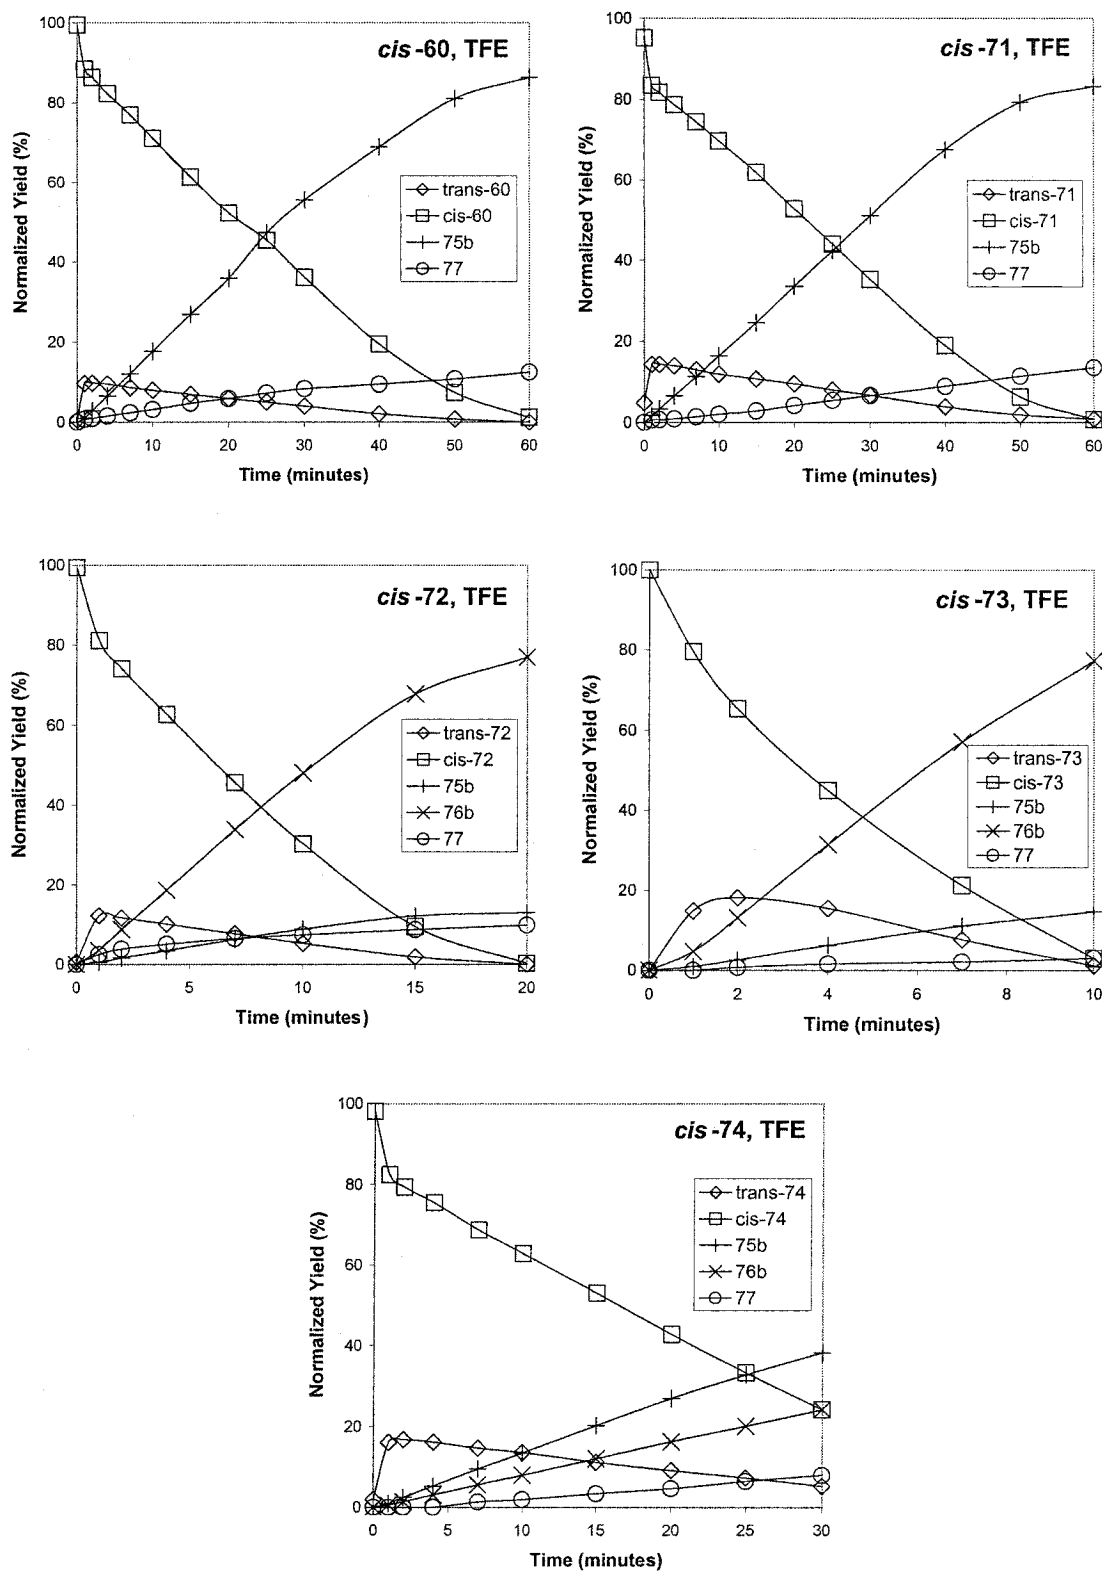 cis-60, TFE
Normalized Yield (%)
100
80
60
40
20
0
trans-60
cis-60
75b
77
0 10 20 30 40 50 60
Time (minutes)
cis-71, TFE
Normalized Yield (%)
100
80
60
40
20
0
trans-71
cis-71
75b
77
0 10 20 30 40 50 60
Time (minutes)
cis-72, TFE
Normalized Yield (%)
100
80
60
40
20
0
trans-72
cis-72
75b
76b
77
0 5 10 15 20
Time (minutes)
cis-73, TFE
Normalized Yield (%)
100
80
60
40
20
0
trans-73
cis-73
75b
76b
77
0 2 4 6 8 10
Time (minutes)
cis-74, TFE
Normalized Yield (%)
100
80
60
40
20
0
trans-74
cis-74
75b
76b
77
0 5 10 15 20 25 30
Time (minutes)